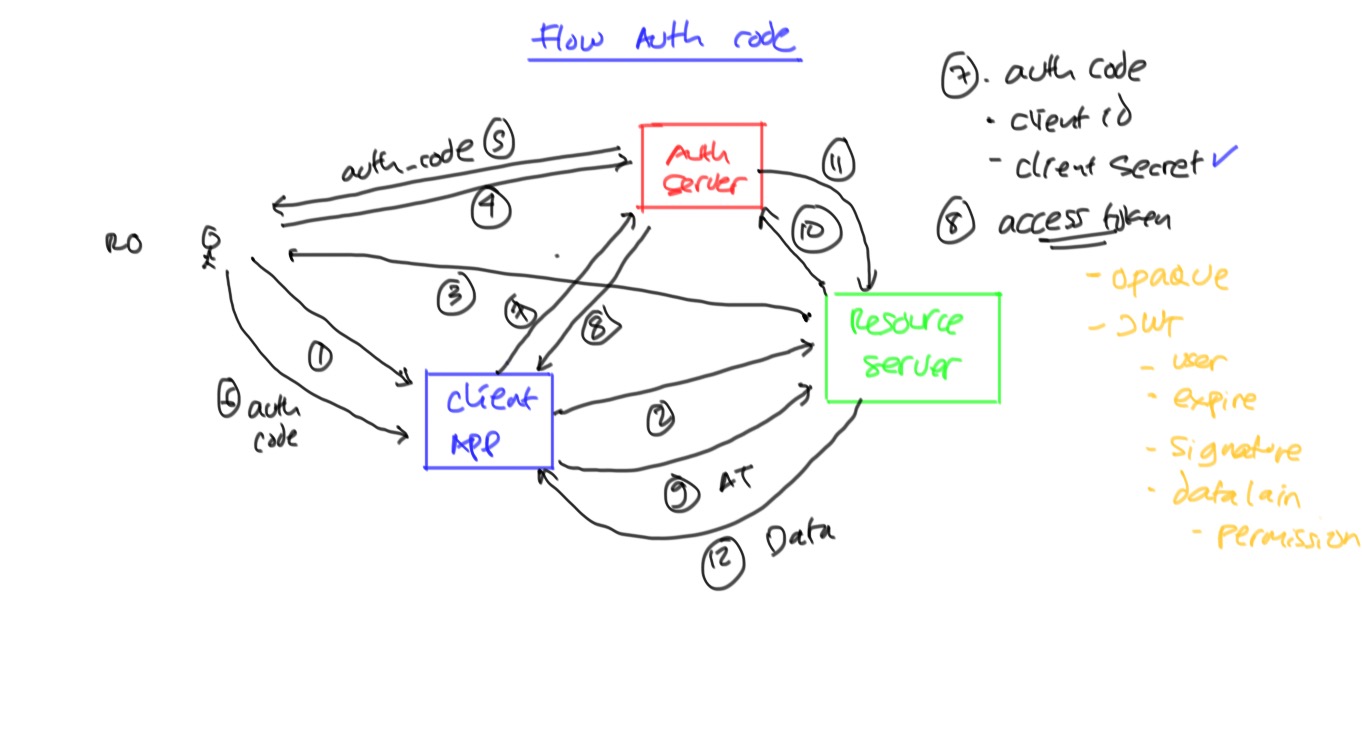 Flow Auth code
auth_code 5
4
Auth
server
11
10
RO
3
7
8
1
6 auth
code
Client
APP
2
9 AT
12 Data
Resource
server
7. auth code
• client id
- client secret ✓
8 access token
- opaque
- JWT
- user
• expire
- signature
- data lain
- permission